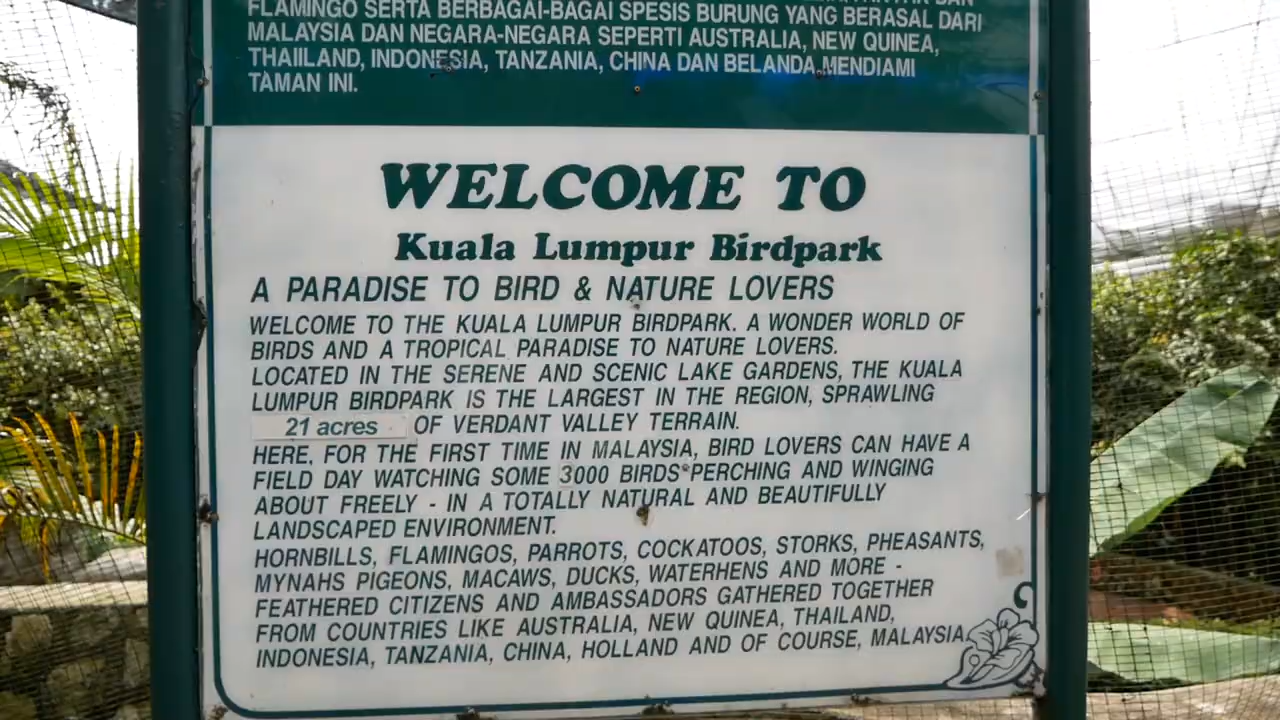 FLAMINGO SERTA BERBAGAI-BAGAI SPESIS BURUNG YANG BERASAL DARI
MALAYSIA DAN NEGARA-NEGARA SEPERTI AUSTRALIA, NEW QUINEA,
THAIILAND, INDONESIA, TANZANIA, CHINA DAN BELANDA MENDIAMI
TAMAN INI.
WELCOME TO
Kuala Lumpur Birdpark
A PARADISE TO BIRD & NATURE LOVERS
WELCOME TO THE KUALA LUMPUR BIRDPARK. A WONDER WORLD OF
BIRDS AND A TROPICAL PARADISE TO NATURE LOVERS.
LOCATED IN THE SERENE AND SCENIC LAKE GARDENS, THE KUALA
LUMPUR BIRDPARK IS THE LARGEST IN THE REGION, SPRAWLING
21 acres OF VERDANT VALLEY TERRAIN.
HERE, FOR THE FIRST TIME IN MALAYSIA, BIRD LOVERS CAN HAVE A
FIELD DAY WATCHING SOME 3000 BIRDS PERCHING AND WINGING
ABOUT FREELY - IN A TOTALLY NATURAL AND BEAUTIFULLY
LANDSCAPED ENVIRONMENT.
HORNBILLS, FLAMINGOS, PARROTS, COCKATOOS, STORKS, PHEASANTS,
MYNAHS PIGEONS, MACAWS, DUCKS, WATERHENS AND MORE -
FEATHERED CITIZENS AND AMBASSADORS GATHERED TOGETHER
FROM COUNTRIES LIKE AUSTRALIA, NEW QUINEA, THAILAND,
INDONESIA, TANZANIA, CHINA, HOLLAND AND OF COURSE, MALAYSIA.